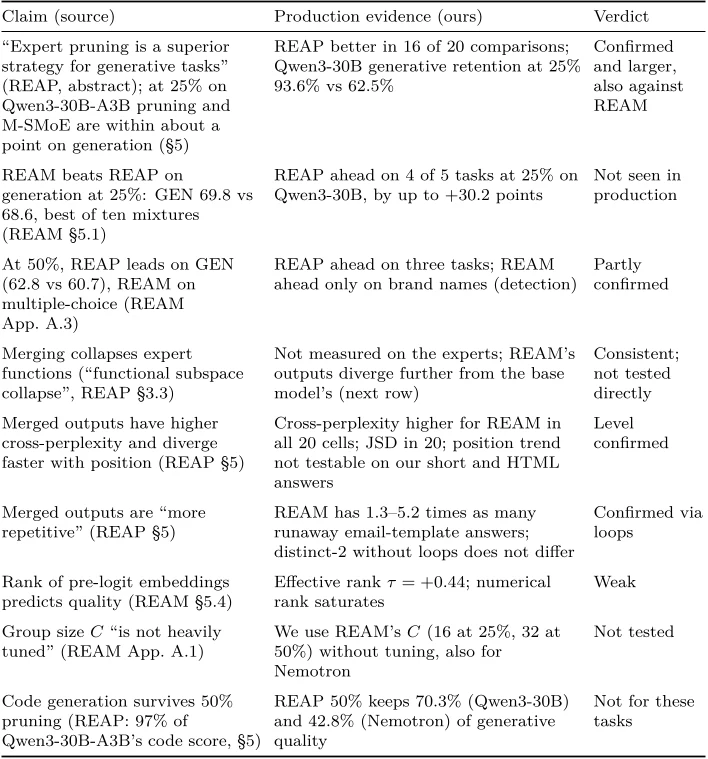 Claim (source) Production evidence (ours) Verdict
“Expert pruning is a superior
strategy for generative tasks”
(REAP, abstract); at 25% on
Qwen3-30B-A3B pruning and
M-SMoE are within about a
point on generation (§5)
REAP better in 16 of 20 comparisons;
Qwen3-30B generative retention at 25%
93.6% vs 62.5%
Confirmed
and larger,
also against
REAM
REAM beats REAP on
generation at 25%: GEN 69.8 vs
68.6, best of ten mixtures
(REAM §5.1)
REAP ahead on 4 of 5 tasks at 25% on
Qwen3-30B, by up to +30.2 points
Not seen in
production
At 50%, REAP leads on GEN
(62.8 vs 60.7), REAM on
multiple-choice (REAM
App. A.3)
REAP ahead on three tasks; REAM
ahead only on brand names (detection)
Partly
confirmed
Merging collapses expert
functions (“functional subspace
collapse”, REAP §3.3)
Not measured on the experts; REAM’s
outputs diverge further from the base
model’s (next row)
Consistent;
not tested
directly
Merged outputs have higher
cross-perplexity and diverge
faster with position (REAP §5)
Cross-perplexity higher for REAM in
all 20 cells; JSD in 20; position trend
not testable on our short and HTML
answers
Level
confirmed
Merged outputs are “more
repetitive” (REAP §5)
REAM has 1.3–5.2 times as many
runaway email-template answers;
distinct-2 without loops does not differ
Confirmed via
loops
Rank of pre-logit embeddings
predicts quality (REAM §5.4)
Effective rank τ = +0.44; numerical
rank saturates
Weak
Group size C “is not heavily
tuned” (REAM App. A.1)
We use REAM’s C (16 at 25%, 32 at
50%) without tuning, also for
Nemotron
Not tested
Code generation survives 50%
pruning (REAP: 97% of
Qwen3-30B-A3B’s code score, §5)
REAP 50% keeps 70.3% (Qwen3-30B)
and 42.8% (Nemotron) of generative
quality
Not for these
tasks